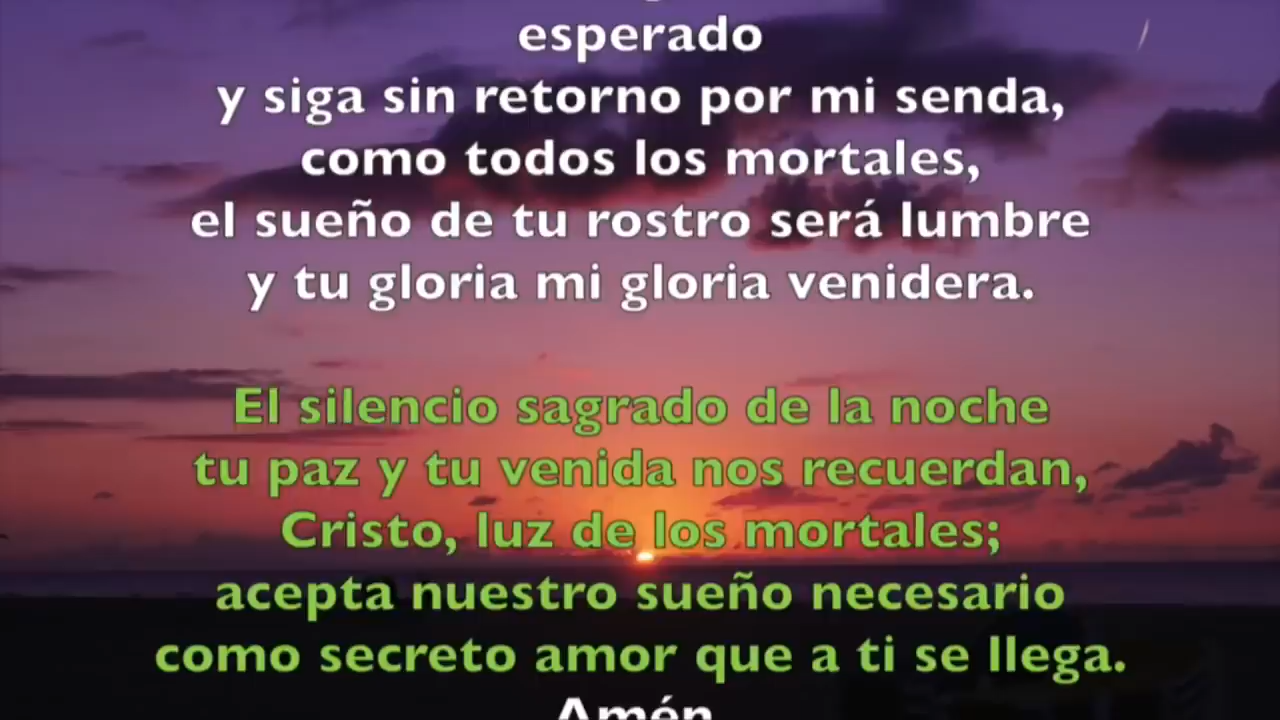 esperado
y siga sin retorno por mi senda,
como todos los mortales,
el sueño de tu rostro será lumbre
y tu gloria mi gloria venidera.
El silencio sagrado de la noche
tu paz y tu venida nos recuerdan,
Cristo, luz de los mortales;
acepta nuestro sueño necesario
como secreto amor que a ti se llega.
Amén